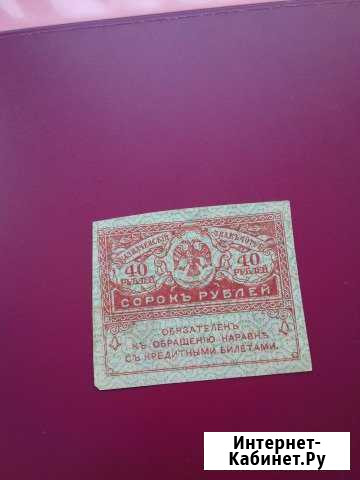 КАЗНАЧЕЙСКІЙ ЗНАКЪ
40 РУБЛЕЙ
40 РУБЛЕЙ
СОРОКЪ РУБЛЕЙ
ОБЯЗАТЕЛЕНЪ
КЪ ОБРАЩЕНІЮ НАРАВНѢ
СЪ КРЕДИТНЫМИ БИЛЕТАМИ.
Интернет-
Кабинет.Ру